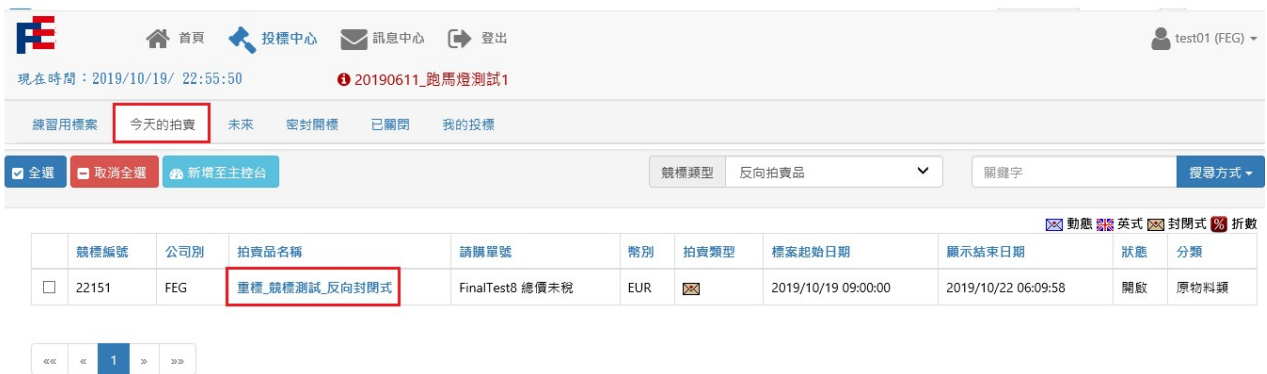 首頁 投標中心 訊息中心 登出 test01 (FEG)
現在時間：2019/10/19/ 22:55:50 20190611_跑馬燈測試1
練習用標案 今天的拍賣 未來 密封開標 已關閉 我的投標
全選 取消全選 新增至主控台 競標類型 反向拍賣品 關鍵字 搜尋方式
動態 英式 封閉式 % 折數
競標編號 公司別 拍賣品名稱 請購單號 幣別 拍賣類型 標案起始日期 顯示結束日期 狀態 分類
22151 FEG 重標_競標測試_反向封閉式 FinalTest8 總價未稅 EUR 2019/10/19 09:00:00 2019/10/22 06:09:58 開啟 原物料類
«« « 1 » »»